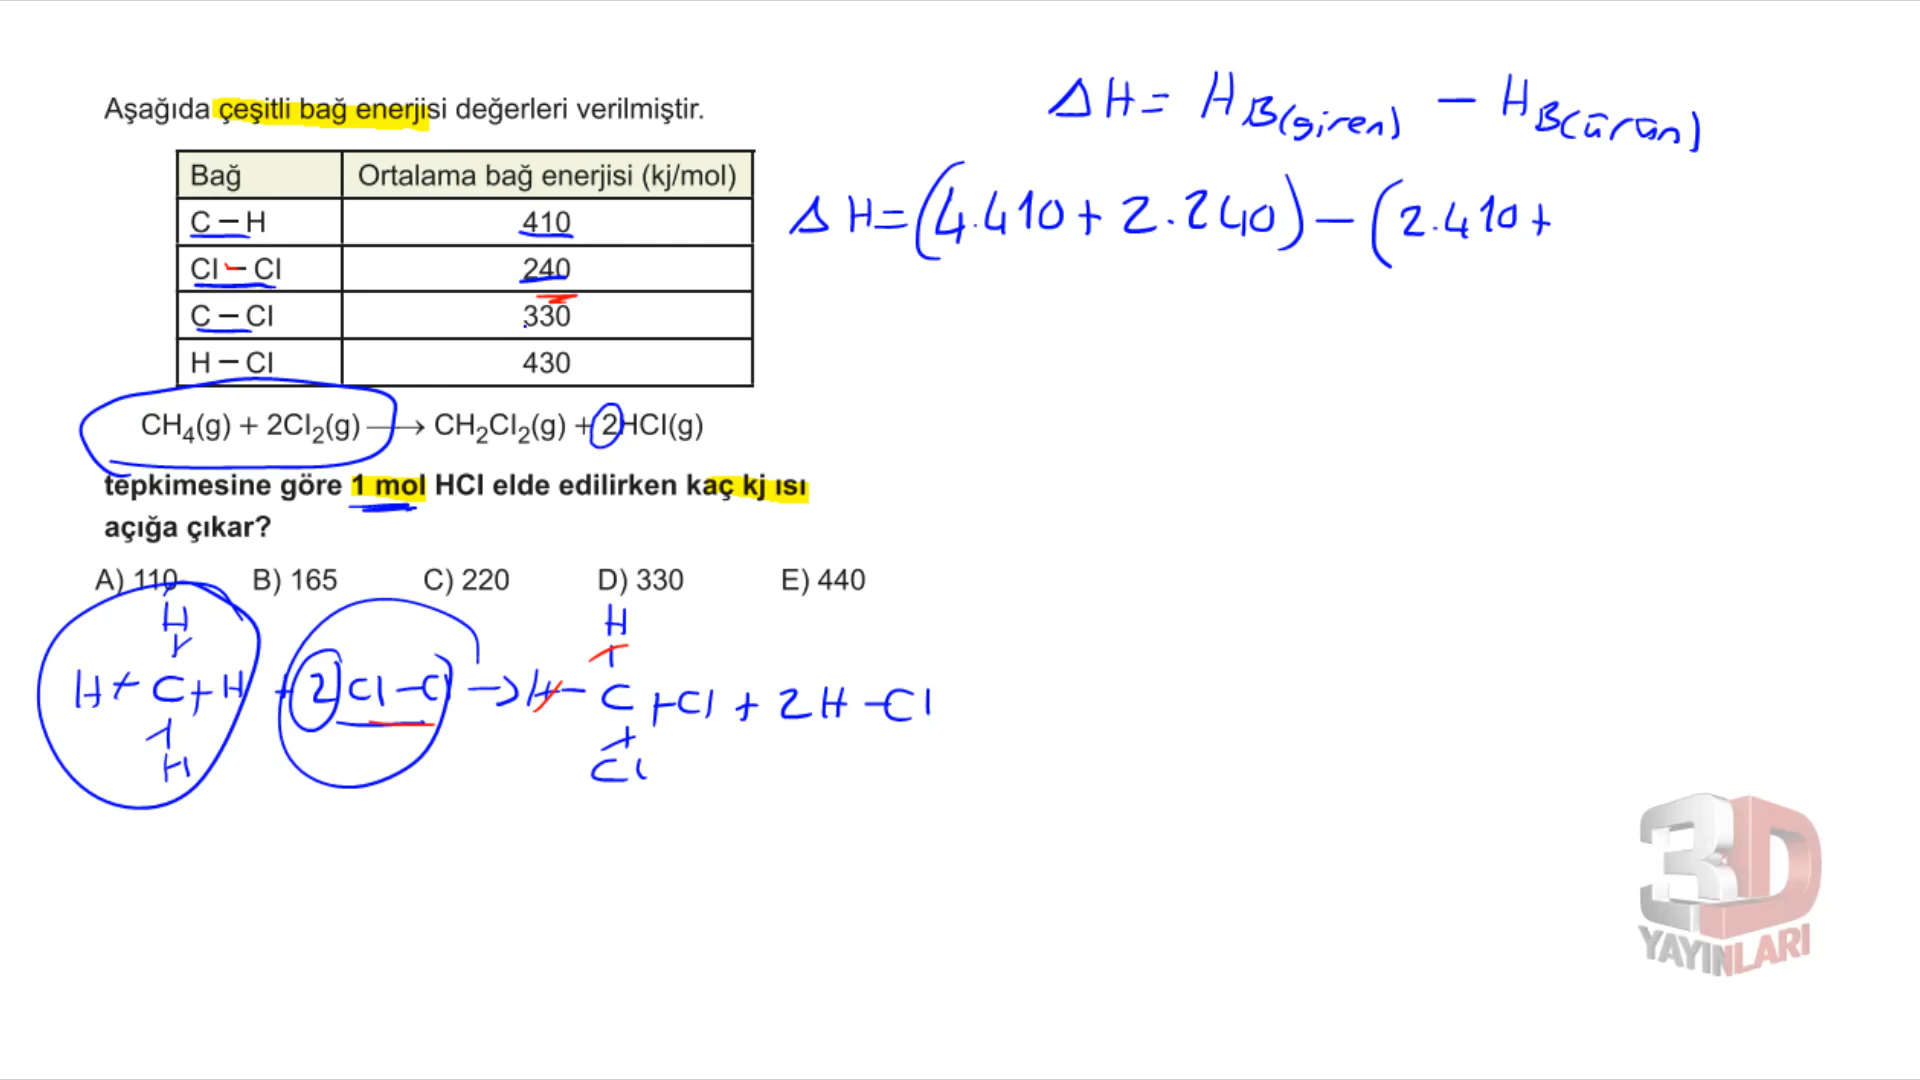 Aşağıda çeşitli bağ enerjisi değerleri verilmiştir.
Bağ Ortalama bağ enerjisi (kj/mol)
C – H 410
Cl – Cl 240
C – Cl 330
H – Cl 430
CH₄(g) + 2Cl₂(g) ⟶ CH₂Cl₂(g) + 2HCl(g)
tepkimesine göre 1 mol HCl elde edilirken kaç kj ısı
açığa çıkar?
A) 110 B) 165 C) 220 D) 330 E) 440
H
H – C – H + 2 Cl – Cl → H – C – Cl + 2 H – Cl
H
H
Cl
ΔH = H B(giren) – H B(ürün)
ΔH = (4.410 + 2.240) – (2.410 +
3D
YAYINLARI